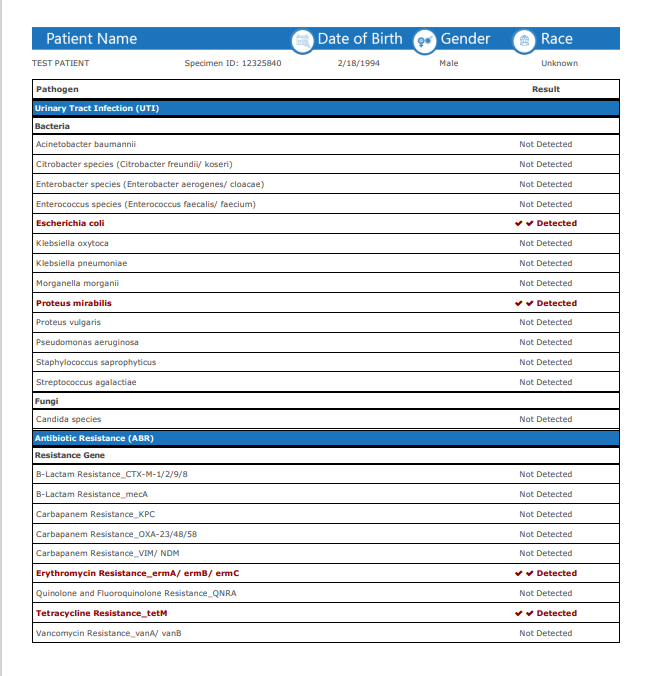 Patient Name Date of Birth Gender Race
TEST PATIENT Specimen ID: 12325840 2/18/1994 Male Unknown
Pathogen Result
Urinary Tract Infection (UTI)
Bacteria
Acinetobacter baumannii Not Detected
Citrobacter species (Citrobacter freundii/ koseri) Not Detected
Enterobacter species (Enterobacter aerogenes/ cloacae) Not Detected
Enterococcus species (Enterococcus faecalis/ faecium) Not Detected
Escherichia coli ✔ ✔ Detected
Klebsiella oxytoca Not Detected
Klebsiella pneumoniae Not Detected
Morganella morganii Not Detected
Proteus mirabilis ✔ ✔ Detected
Proteus vulgaris Not Detected
Pseudomonas aeruginosa Not Detected
Staphylococcus saprophyticus Not Detected
Streptococcus agalactiae Not Detected
Fungi
Candida species Not Detected
Antibiotic Resistance (ABR)
Resistance Gene
B-Lactam Resistance_CTX-M-1/2/9/8 Not Detected
B-Lactam Resistance_mecA Not Detected
Carbapanem Resistance_KPC Not Detected
Carbapanem Resistance_OXA-23/48/58 Not Detected
Carbapanem Resistance_VIM/ NDM Not Detected
Erythromycin Resistance_ermA/ ermB/ ermC ✔ ✔ Detected
Quinolone and Fluoroquinolone Resistance_QNRA Not Detected
Tetracycline Resistance_tetM ✔ ✔ Detected
Vancomycin Resistance_vanA/ vanB Not Detected